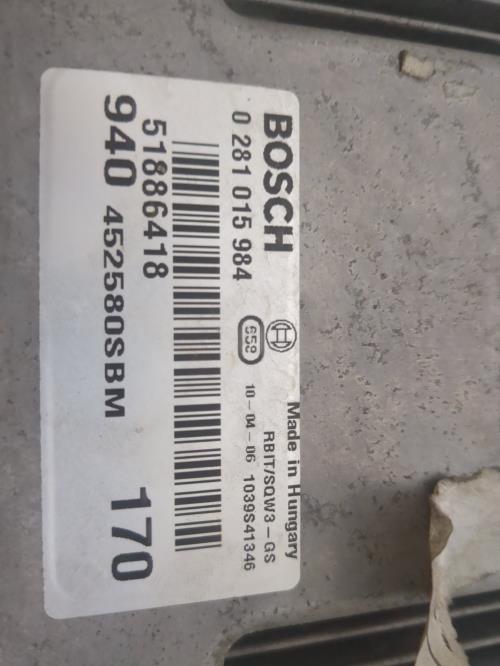 BOSCH
Made in Hungary
RBIT/SQW3-GS
0 281 015 984
658
10-04-06 1039S41346
51886418
940 452580SBM 170